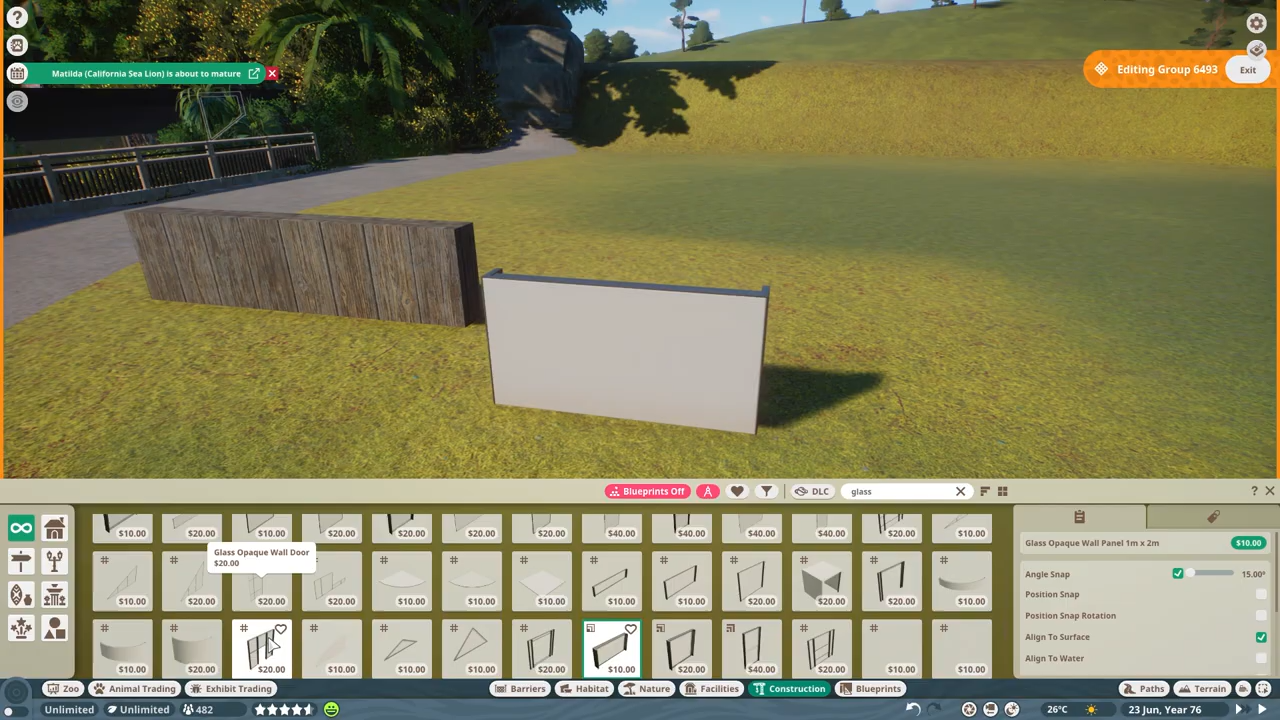 ?
Matilda (California Sea Lion) is about to mature
Editing Group 6493
Exit
Blueprints Off
DLC
glass
?
$10.00 $20.00 $10.00 $20.00 $20.00 $20.00 $20.00 $20.00 $40.00 $40.00 $40.00 $20.00 $10.00
Glass Opaque Wall Door
$20.00
$10.00 $20.00 $20.00 $20.00 $10.00 $10.00 $20.00 $10.00 $10.00 $20.00 $20.00 $20.00 $10.00
$10.00 $20.00 $20.00 $10.00 $10.00 $10.00 $20.00 $10.00 $20.00 $40.00 $20.00 $10.00 $10.00
Glass Opaque Wall Panel 1m x 2m $10.00
Angle Snap 15.00°
Position Snap
Position Snap Rotation
Align To Surface
Align To Water
Zoo Animal Trading Exhibit Trading Barriers Habitat Nature Facilities Construction Blueprints Paths Terrain
Unlimited Unlimited 482 26°C 23 Jun, Year 76